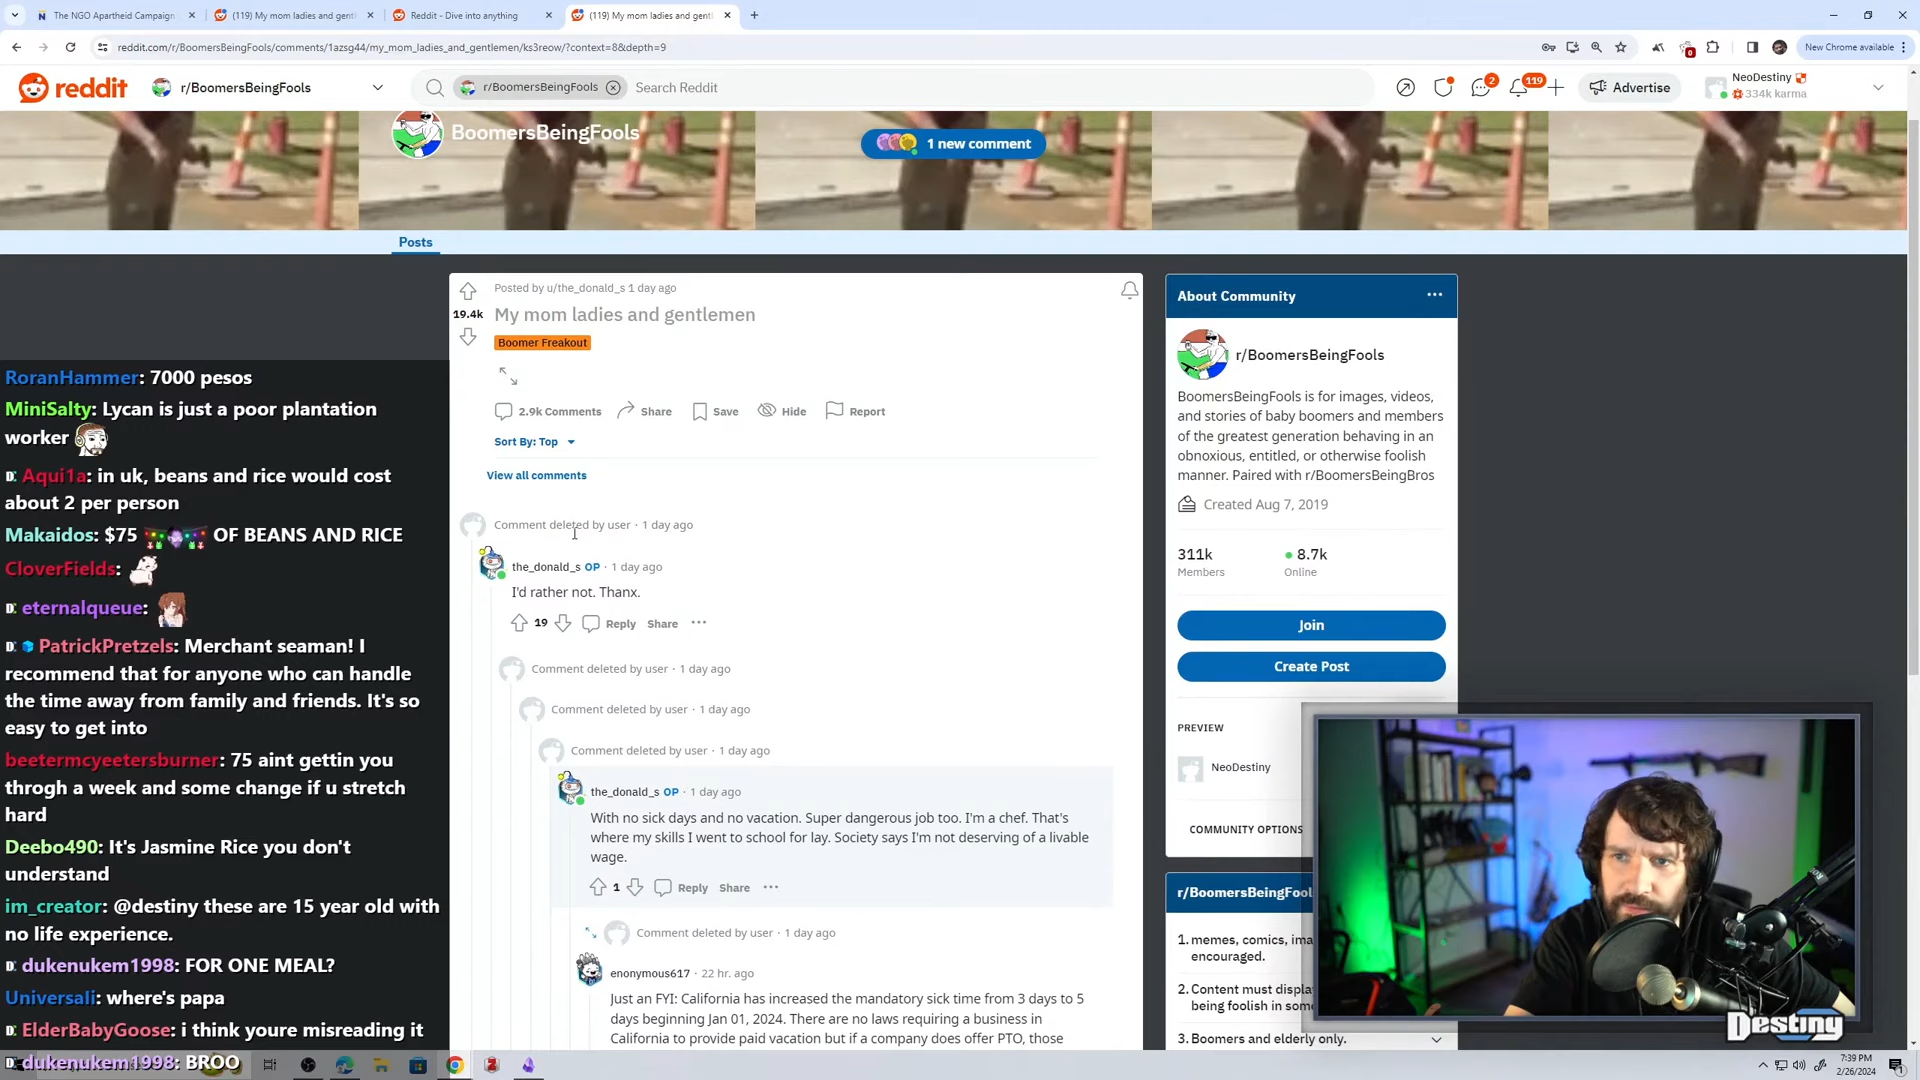 The NGO Apartheid Campaign
(119) My mom ladies and gentl
Reddit - Dive into anything
(119) My mom ladies and gentl
reddit.com/r/BoomersBeingFools/comments/1azsg44/my_mom_ladies_and_gentlemen/ks3reow/?context=8&depth=9
0
New Chrome available
reddit
r/BoomersBeingFools
r/BoomersBeingFools
Search Reddit
2
119
Advertise
NeoDestiny
334k karma
BoomersBeingFools
1 new comment
Posts
Posted by u/the_donald_s 1 day ago
19.4k
My mom ladies and gentlemen
Boomer Freakout
2.9k Comments
Share
Save
Hide
Report
Sort By: Top
View all comments
Comment deleted by user · 1 day ago
the_donald_s OP · 1 day ago
I'd rather not. Thanx.
19
Reply
Share
Comment deleted by user · 1 day ago
Comment deleted by user · 1 day ago
Comment deleted by user · 1 day ago
the_donald_s OP · 1 day ago
With no sick days and no vacation. Super dangerous job too. I'm a chef. That's
where my skills I went to school for lay. Society says I'm not deserving of a livable
wage.
1
Reply
Share
Comment deleted by user · 1 day ago
enonymous617 · 22 hr. ago
Just an FYI: California has increased the mandatory sick time from 3 days to 5
days beginning Jan 01, 2024. There are no laws requiring a business in
California to provide paid vacation but if a company does offer PTO, those
About Community
r/BoomersBeingFools
BoomersBeingFools is for images, videos,
and stories of baby boomers and members
of the greatest generation behaving in an
obnoxious, entitled, or otherwise foolish
manner. Paired with r/BoomersBeingBros
Created Aug 7, 2019
311k
8.7k
Members
Online
Join
Create Post
PREVIEW
NeoDestiny
COMMUNITY OPTIONS
r/BoomersBeingFool
1. memes, comics, ima
encouraged.
2. Content must displa
being foolish in som
3. Boomers and elderly only.
RoranHammer: 7000 pesos
MiniSalty: Lycan is just a poor plantation
worker
Aqui1a: in uk, beans and rice would cost
about 2 per person
Makaidos: $75 OF BEANS AND RICE
CloverFields:
eternalqueue:
PatrickPretzels: Merchant seaman! I
recommend that for anyone who can handle
the time away from family and friends. It's so
easy to get into
beetermcyeetersburner: 75 aint gettin you
throgh a week and some change if u stretch
hard
Deebo490: It's Jasmine Rice you don't
understand
im_creator: @destiny these are 15 year old with
no life experience.
dukenukem1998: FOR ONE MEAL?
Universali: where's papa
ElderBabyGoose: i think youre misreading it
dukenukem1998: BROO
Destiny
7:39 PM
2/26/2024